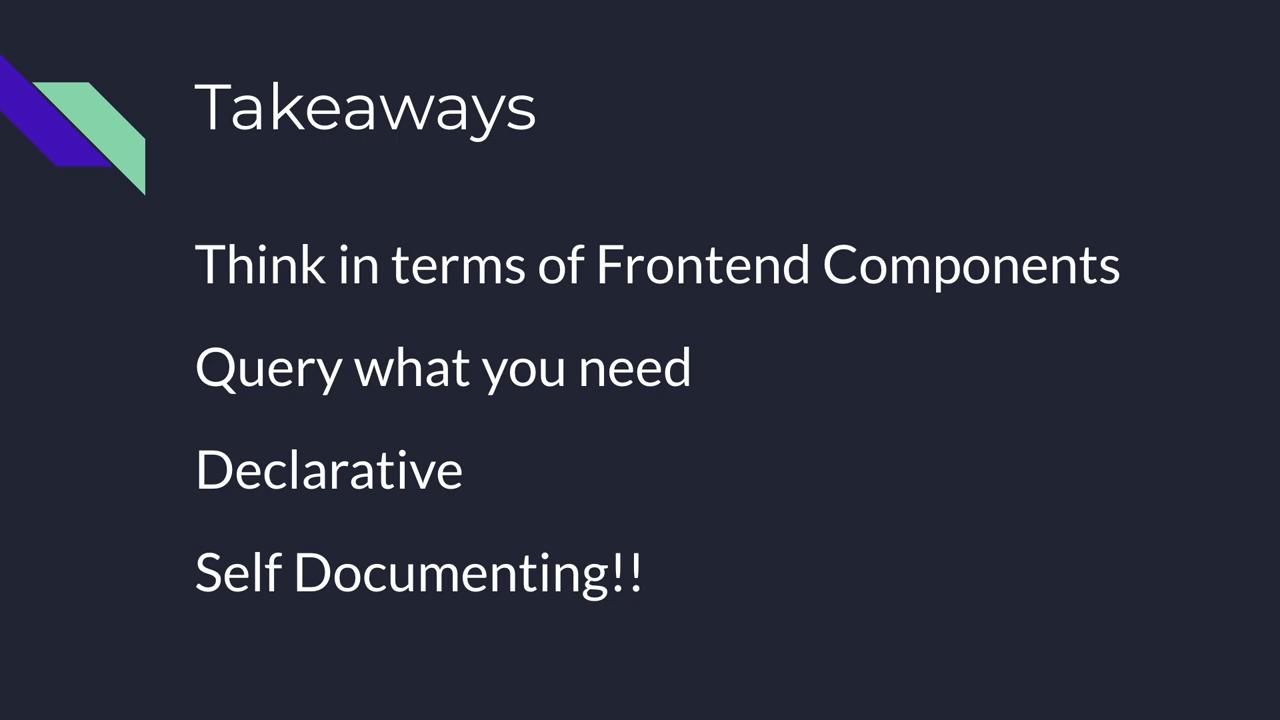 Takeaways
Think in terms of Frontend Components
Query what you need
Declarative
Self Documenting!!